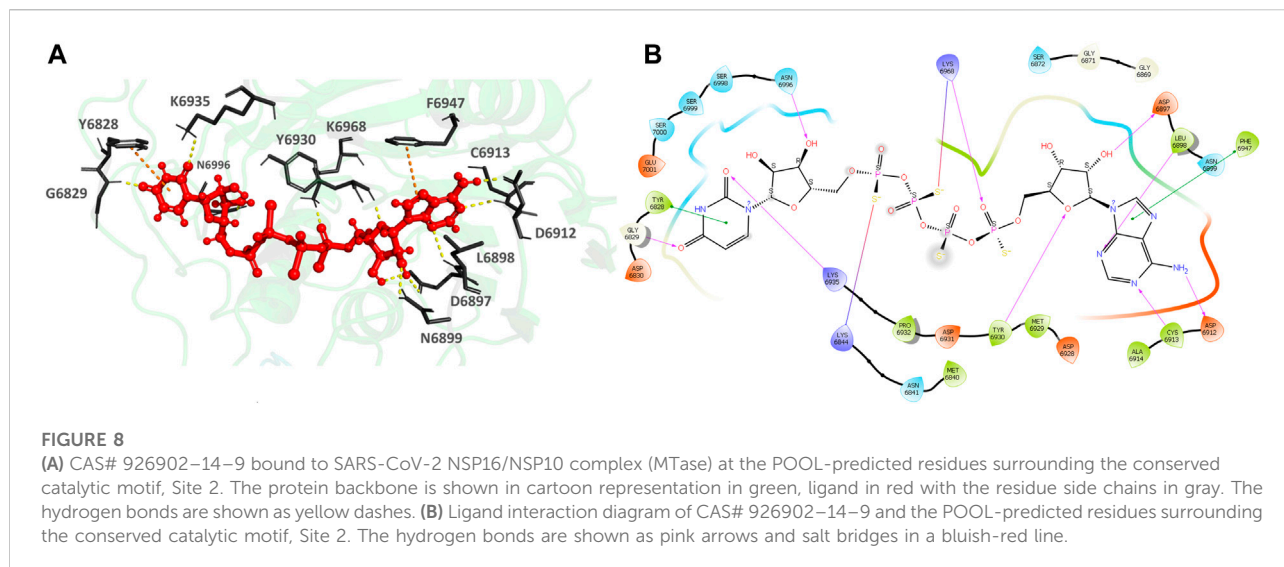 A
K6935
Y6828
Y6930
K6968
F6947
C6913
N6996
G6829
D6912
L6898
D6897
N6899
B
SER 6998
ASN 6996
SER 6999
SER 7000
GLU 7001
TYR 6828
GLY 6829
ASP 6830
LYS 6968
SER 6872
GLY 6871
GLY 6869
ASP 6897
LEU 6898
ASN 6899
PHE 6947
LYS 6935
PRO 6932
ASP 6931
TYR 6930
MET 6929
ASP 6928
LYS 6844
ASN 6841
MET 6840
ALA 6914
CYS 6913
ASP 6912
HO
OH
O
HN
N
S
R
P
S-
NH2
FIGURE 8
(A) CAS# 926902–14–9 bound to SARS-CoV-2 NSP16/NSP10 complex (MTase) at the POOL-predicted residues surrounding the conserved
catalytic motif, Site 2. The protein backbone is shown in cartoon representation in green, ligand in red with the residue side chains in gray. The
hydrogen bonds are shown as yellow dashes. (B) Ligand interaction diagram of CAS# 926902–14–9 and the POOL-predicted residues surrounding
the conserved catalytic motif, Site 2. The hydrogen bonds are shown as pink arrows and salt bridges in a bluish-red line.